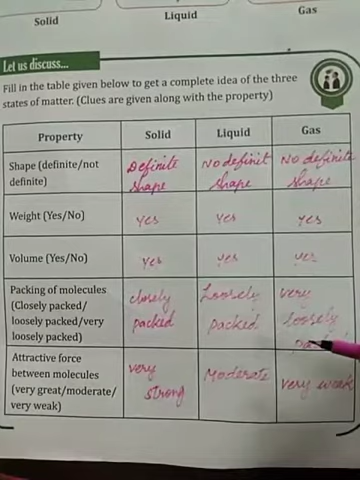 Solid
Liquid
Gas
Let us discuss...
Fill in the table given below to get a complete idea of the three
states of matter. (Clues are given along with the property)
Property Solid Liquid Gas
Shape (definite/not
definite)
Definite
shape
No definit
shape
No definite
shape
Weight (Yes/No) yes yes yes
Volume (Yes/No) yes yes yes
Packing of molecules
(Closely packed/
loosely packed/very
loosely packed)
closely
packed
Loosely
packed
very
loosely
Attractive force
between molecules
(very great/moderate/
very weak)
very
strong
Moderate
very weak